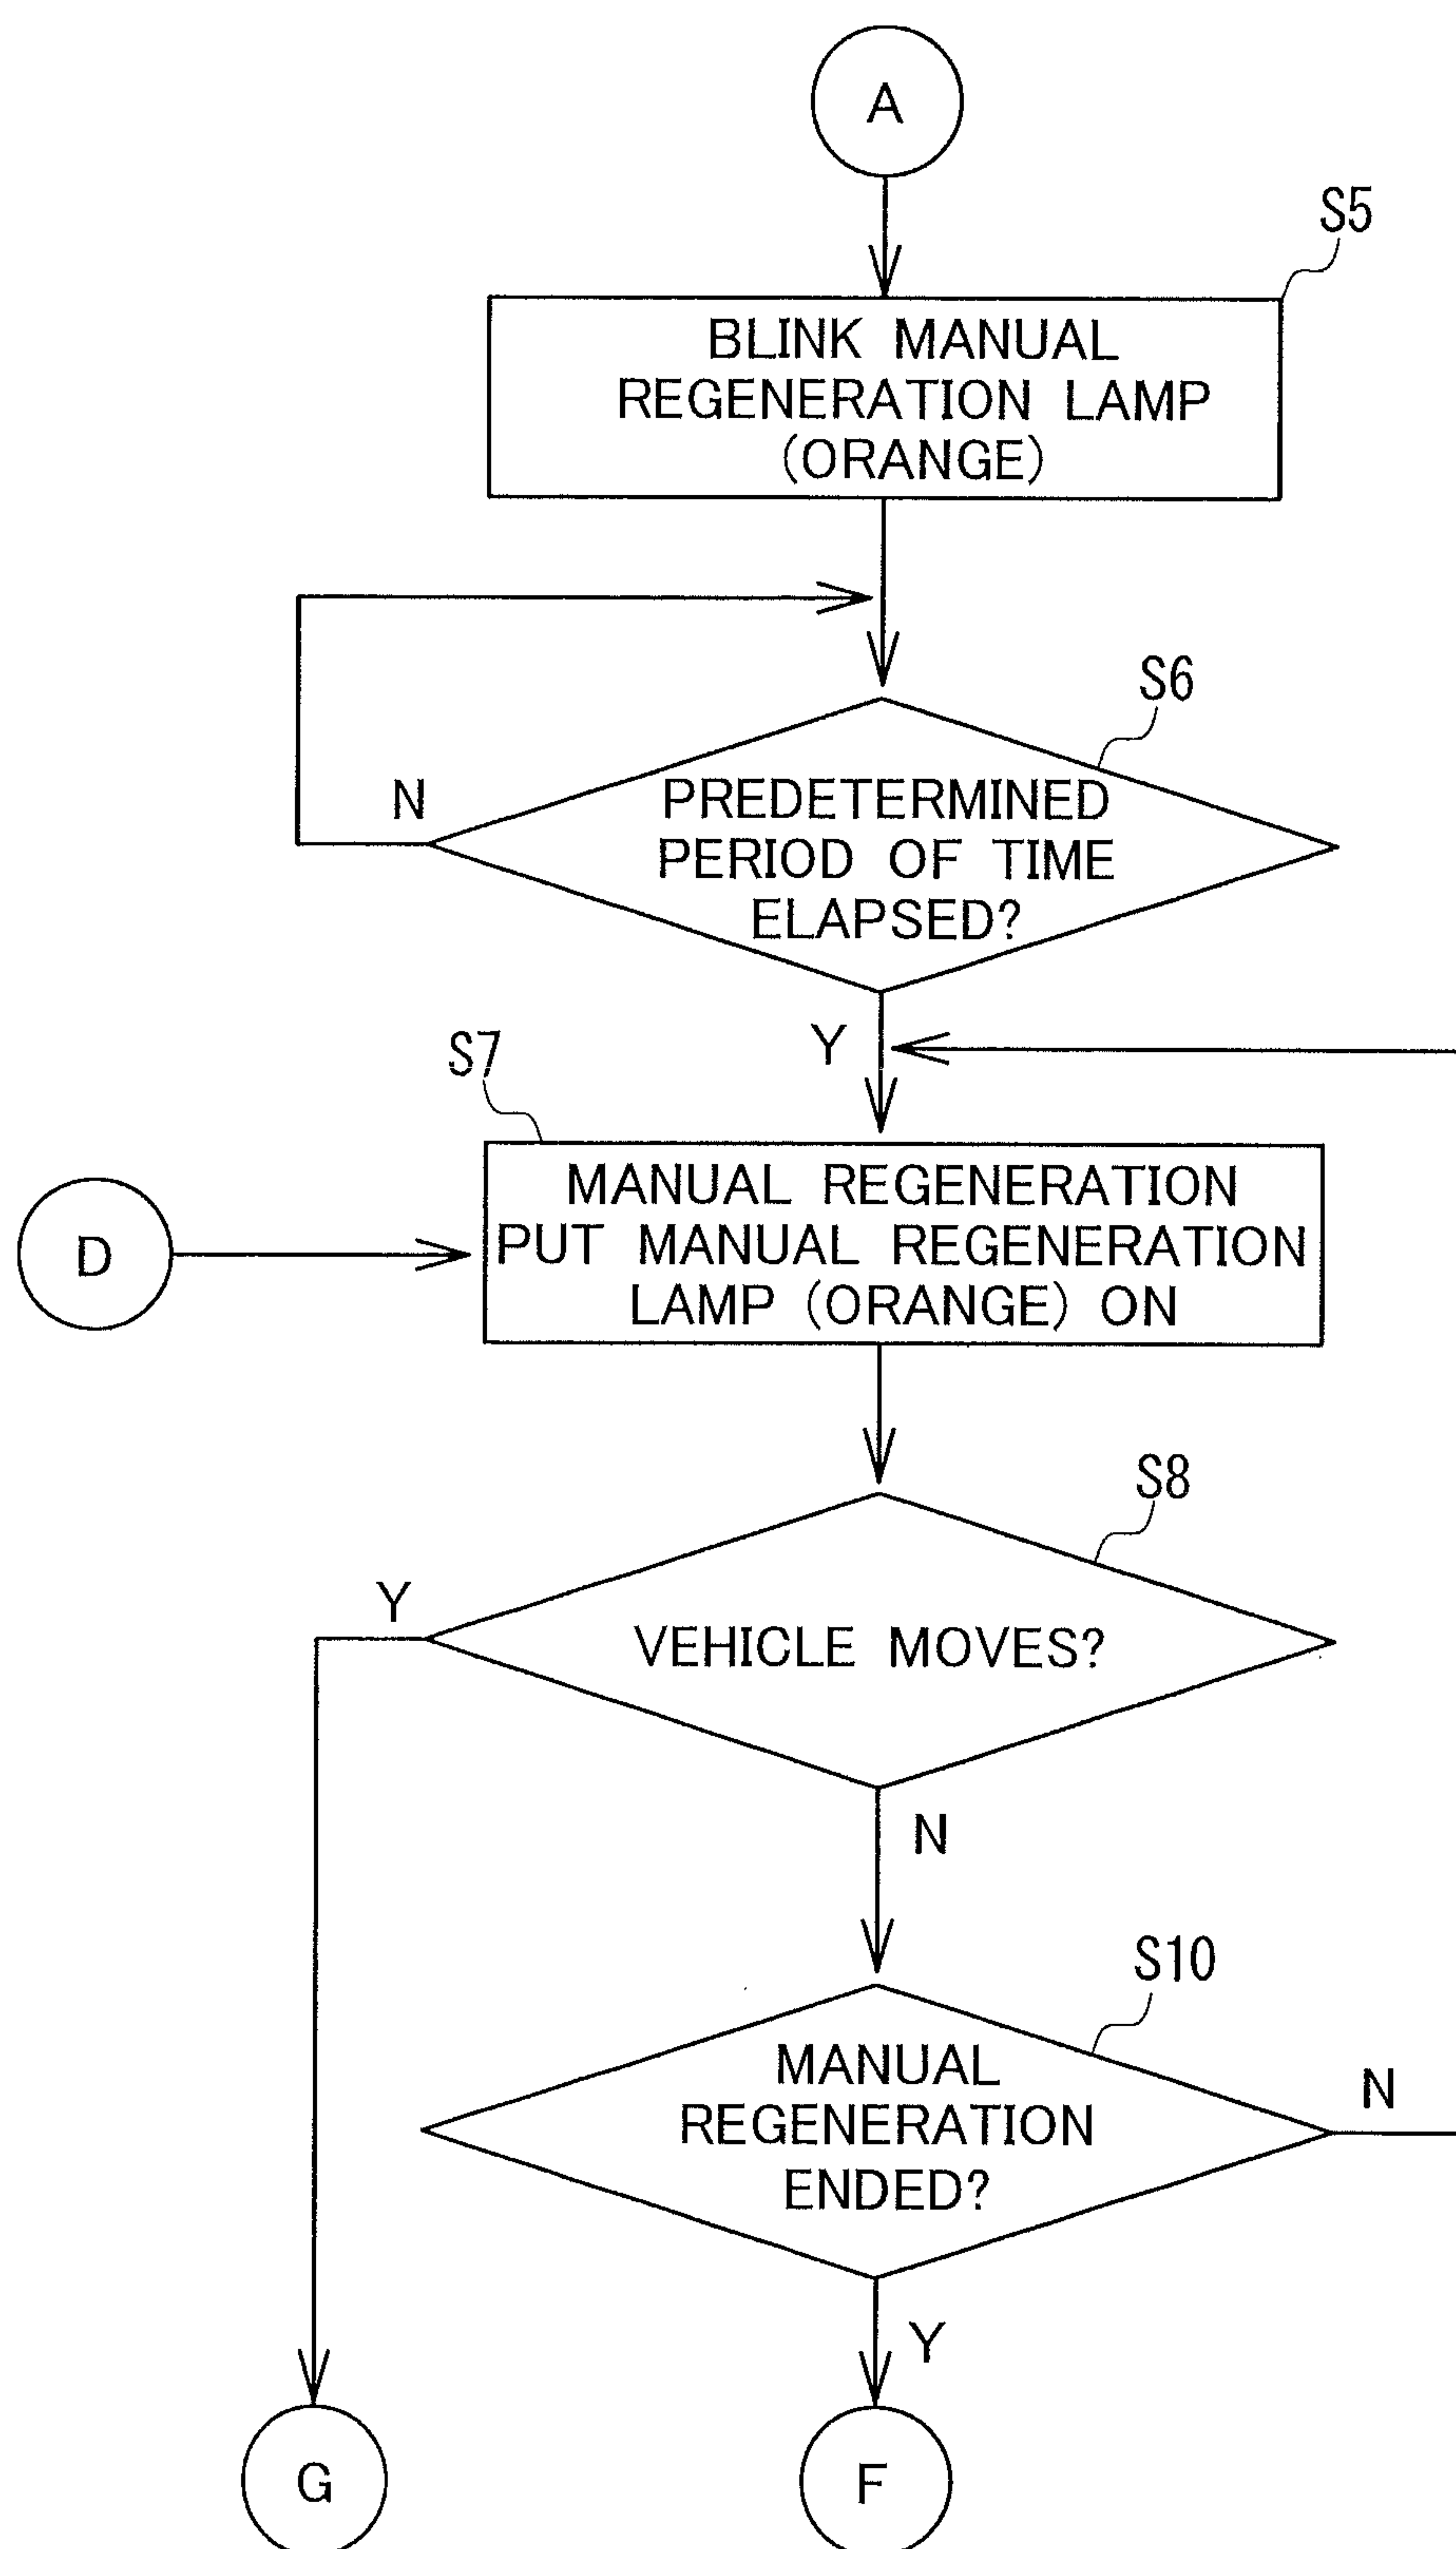 A
S5
BLINK MANUAL
REGENERATION LAMP
(ORANGE)
S6
N
PREDETERMINED
PERIOD OF TIME
ELAPSED?
Y
S7
MANUAL REGENERATION
PUT MANUAL REGENERATION
LAMP (ORANGE) ON
D
S8
Y
VEHICLE MOVES?
N
S10
MANUAL
REGENERATION
ENDED?
N
Y
G
F